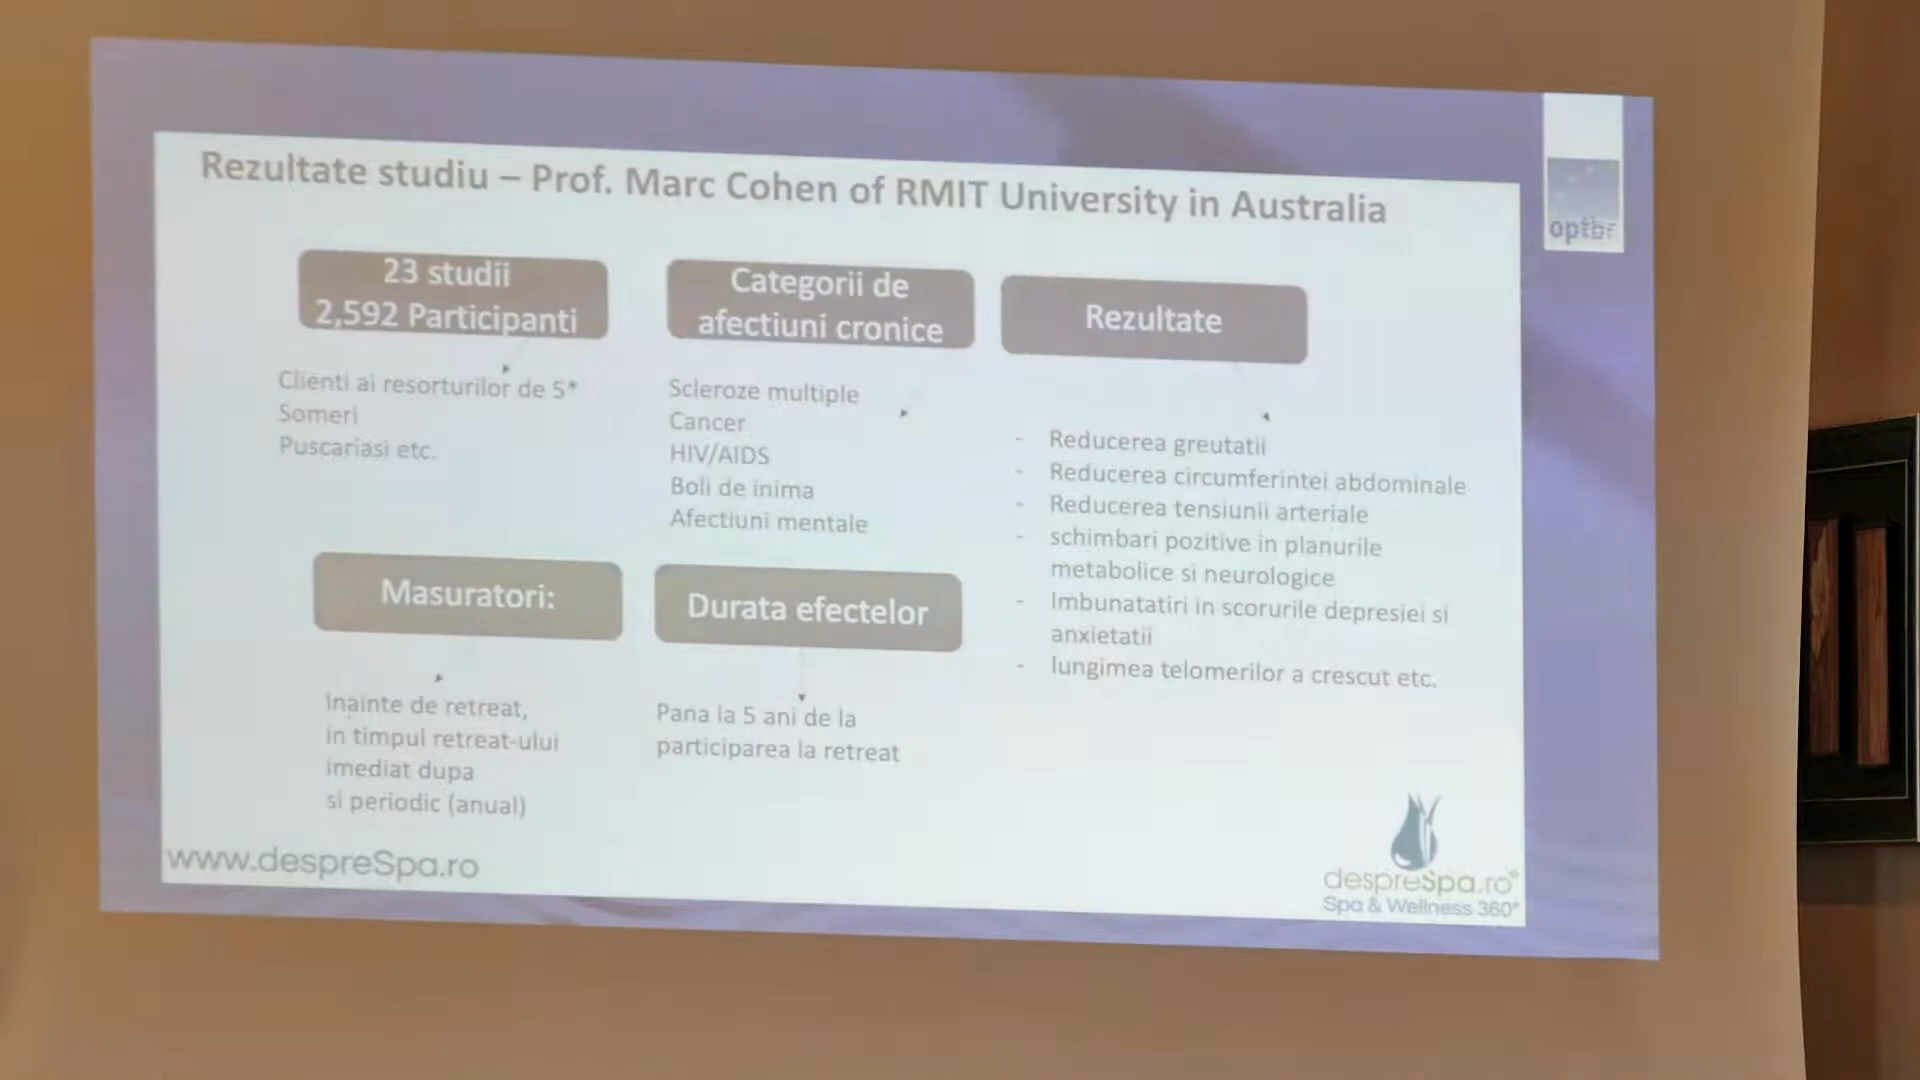 Rezultate studiu – Prof. Marc Cohen of RMIT University in Australia
optbr
23 studii
2,592 Participanti
Clienti ai resorturilor de 5*
Someri
Puscariasi etc.
Categorii de
afectiuni cronice
Scleroze multiple
Cancer
HIV/AIDS
Boli de inima
Afectiuni mentale
Rezultate
- Reducerea greutatii
- Reducerea circumferintei abdominale
- Reducerea tensiunii arteriale
- schimbari pozitive in planurile
metabolice si neurologice
- Imbunatatiri in scorurile depresiei si
anxietatii
- lungimea telomerilor a crescut etc.
Masuratori:
Inainte de retreat,
in timpul retreat-ului
imediat dupa
si periodic (anual)
Durata efectelor
Pana la 5 ani de la
participarea la retreat
www.despreSpa.ro
despreSpa.ro®
Spa & Wellness 360°